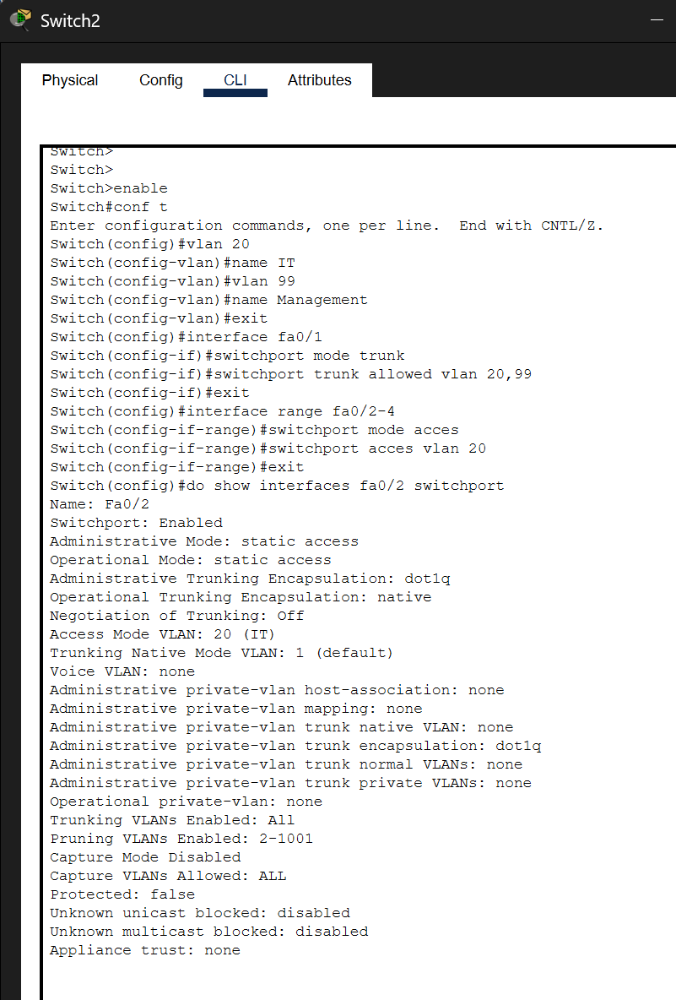 Switch2
Physical Config CLI Attributes
Switch>
Switch>
Switch>enable
Switch#conf t
Enter configuration commands, one per line.  End with CNTL/Z.
Switch(config)#vlan 20
Switch(config-vlan)#name IT
Switch(config-vlan)#vlan 99
Switch(config-vlan)#name Management
Switch(config-vlan)#exit
Switch(config)#interface fa0/1
Switch(config-if)#switchport mode trunk
Switch(config-if)#switchport trunk allowed vlan 20,99
Switch(config-if)#exit
Switch(config)#interface range fa0/2-4
Switch(config-if-range)#switchport mode acces
Switch(config-if-range)#switchport acces vlan 20
Switch(config-if-range)#exit
Switch(config)#do show interfaces fa0/2 switchport
Name: Fa0/2
Switchport: Enabled
Administrative Mode: static access
Operational Mode: static access
Administrative Trunking Encapsulation: dot1q
Operational Trunking Encapsulation: native
Negotiation of Trunking: Off
Access Mode VLAN: 20 (IT)
Trunking Native Mode VLAN: 1 (default)
Voice VLAN: none
Administrative private-vlan host-association: none
Administrative private-vlan mapping: none
Administrative private-vlan trunk native VLAN: none
Administrative private-vlan trunk encapsulation: dot1q
Administrative private-vlan trunk normal VLANs: none
Administrative private-vlan trunk private VLANs: none
Operational private-vlan: none
Trunking VLANs Enabled: All
Pruning VLANs Enabled: 2-1001
Capture Mode Disabled
Capture VLANs Allowed: ALL
Protected: false
Unknown unicast blocked: disabled
Unknown multicast blocked: disabled
Appliance trust: none